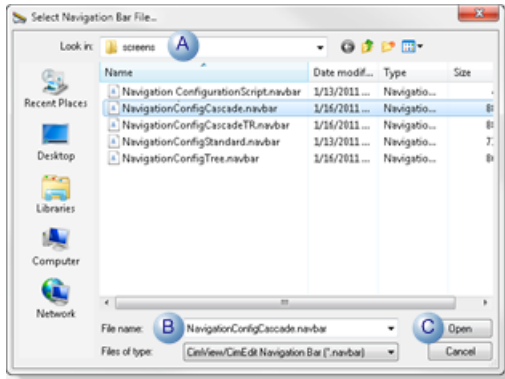 Select Navigation Bar File...
Look in: screens A
Name Date modif... Type Size
Navigation ConfigurationScript.navbar 1/13/2011 ... Navigatio...
NavigationConfigCascade.navbar 1/16/2011 ... Navigatio...
NavigationConfigCascadeTR.navbar 1/16/2011 ... Navigatio...
NavigationConfigStandard.navbar 1/13/2011 ... Navigatio...
NavigationConfigTree.navbar 1/16/2011 ... Navigatio...
Recent Places
Desktop
Libraries
Computer
Network
File name: B NavigationConfigCascade.navbar C Open
Files of type: CimView/CimEdit Navigation Bar (*.navbar) Cancel